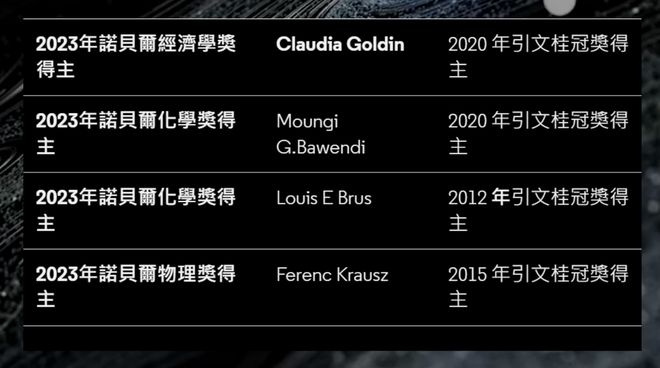 2023年諾貝爾經濟學獎
得主
Claudia Goldin
2020 年引文桂冠獎得
主
2023年諾貝爾化學獎得
主
Moungi
G.Bawendi
2020 年引文桂冠獎得
主
2023年諾貝爾化學獎得
主
Louis E Brus
2012 年引文桂冠獎得
主
2023年諾貝爾物理獎得
主
Ferenc Krausz
2015 年引文桂冠獎得
主